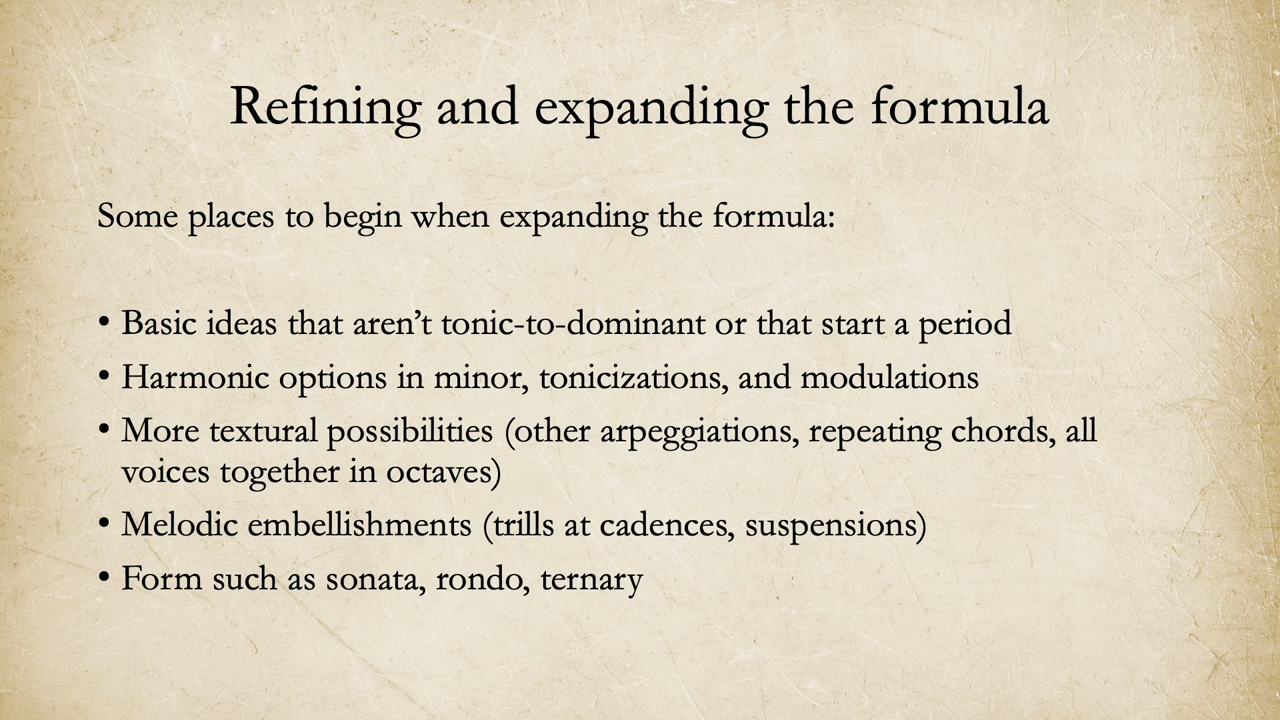 Refining and expanding the formula
Some places to begin when expanding the formula:
• Basic ideas that aren’t tonic-to-dominant or that start a period
• Harmonic options in minor, tonicizations, and modulations
• More textural possibilities (other arpeggiations, repeating chords, all
voices together in octaves)
• Melodic embellishments (trills at cadences, suspensions)
• Form such as sonata, rondo, ternary